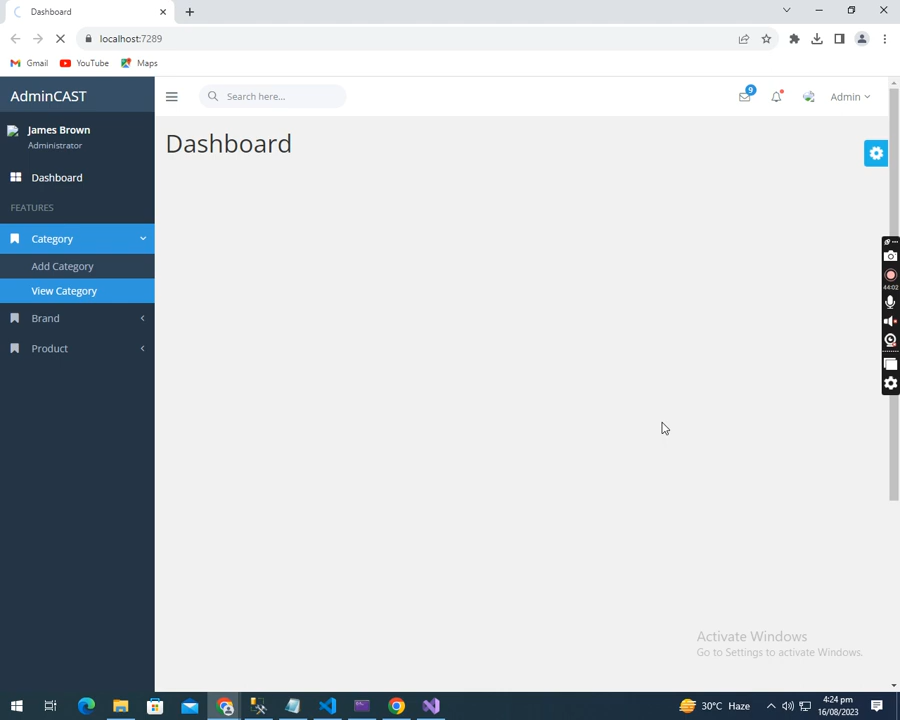 Dashboard
localhost:7289
Gmail
YouTube
Maps
AdminCAST
Search here...
9
Admin
James Brown
Administrator
Dashboard
Dashboard
FEATURES
Category
Add Category
View Category
Brand
Product
44:02
Activate Windows
Go to Settings to activate Windows.
30°C Haze
4:24 pm
16/08/2023